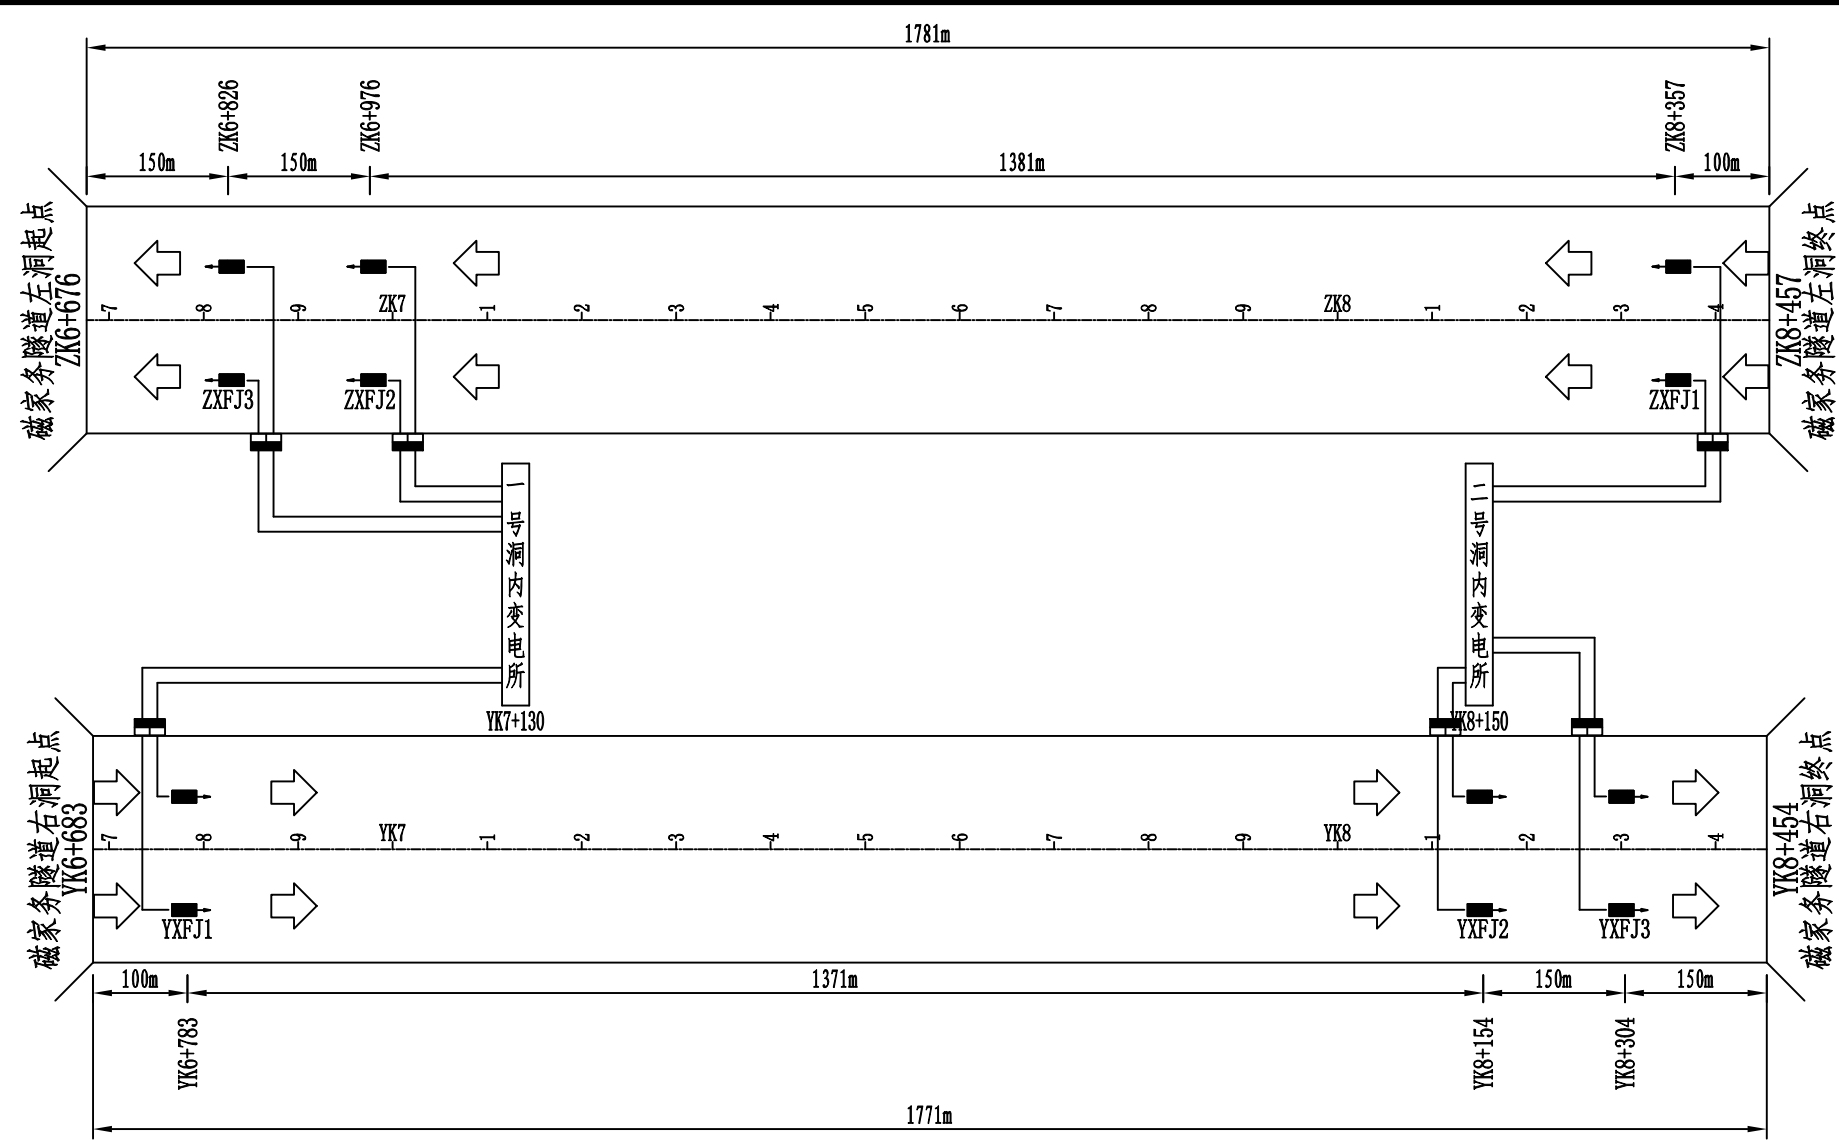 1781m
ZK6+826
ZK6+976
ZK8+357
150m
150m
1381m
100m
磁家务隧道左洞起点
ZK6+676
7
8
9
ZK7
1
2
3
4
5
6
7
8
9
ZK8
1
2
3
4
ZK8+457
磁家务隧道左洞终点
ZXFJ3
ZXFJ2
ZXFJ1
一号洞内变电所
YK7+130
二号洞内变电所
YK8+150
磁家务隧道右洞起点
YK6+683
7
8
9
YK7
1
2
3
4
5
6
7
8
9
YK8
1
2
3
4
YK8+454
磁家务隧道右洞终点
YXFJ1
YXFJ2
YXFJ3
100m
1371m
150m
150m
YK6+783
YK8+154
YK8+304
1771m